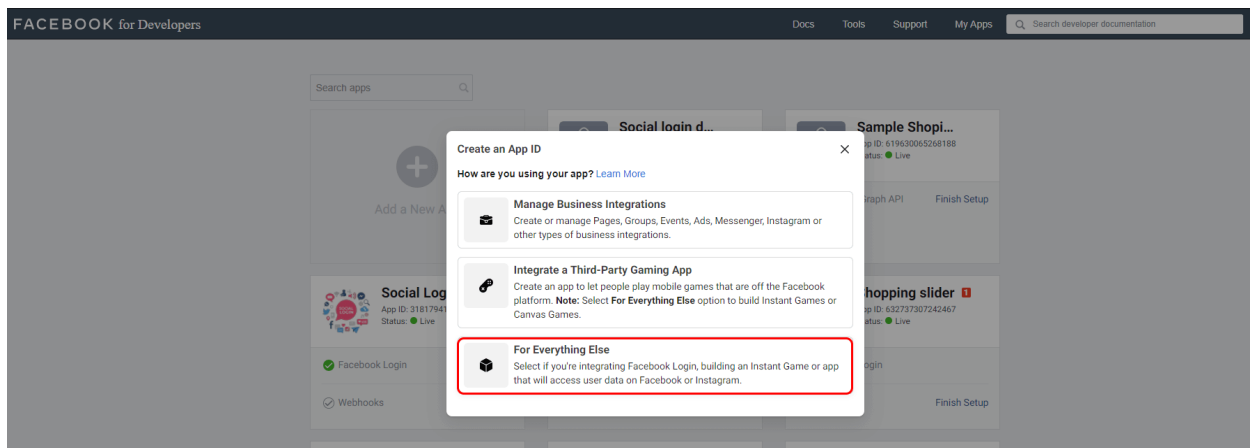 FACEBOOK for Developers
Docs Tools Support My Apps Search developer documentation
Search apps
Add a New A
Social login d...
Sample Shopi...
App ID: 619630065268188
Status: Live
Graph API Finish Setup
Create an App ID
How are you using your app? Learn More
Manage Business Integrations
Create or manage Pages, Groups, Events, Ads, Messenger, Instagram or
other types of business integrations.
Integrate a Third-Party Gaming App
Create an app to let people play mobile games that are off the Facebook
platform. Note: Select For Everything Else option to build Instant Games or
Canvas Games.
For Everything Else
Select if you're integrating Facebook Login, building an Instant Game or app
that will access user data on Facebook or Instagram.
Social Log
App ID: 31817941
Status: Live
Facebook Login
Webhooks
hopping slider 1
pp ID: 632737307242467
atus: Live
ogin
Finish Setup